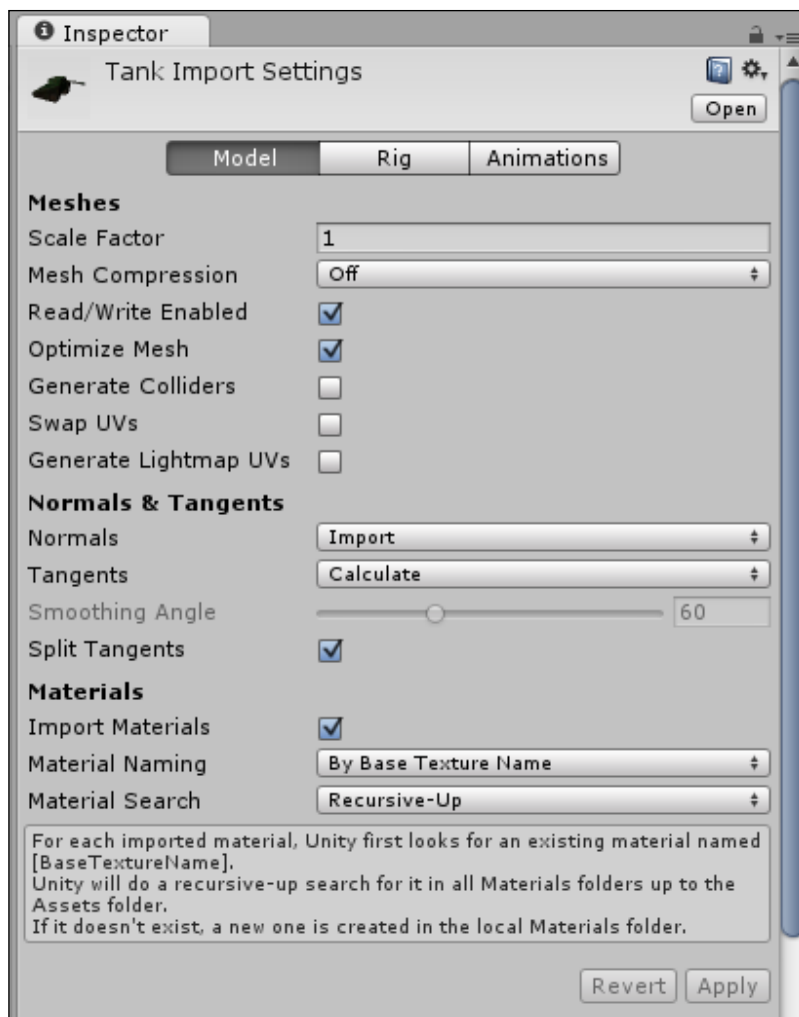 Inspector
Tank Import Settings
Open
Model Rig Animations
Meshes
Scale Factor 1
Mesh Compression Off
Read/Write Enabled
Optimize Mesh
Generate Colliders
Swap UVs
Generate Lightmap UVs
Normals & Tangents
Normals Import
Tangents Calculate
Smoothing Angle 60
Split Tangents
Materials
Import Materials
Material Naming By Base Texture Name
Material Search Recursive-Up
For each imported material, Unity first looks for an existing material named
[BaseTextureName].
Unity will do a recursive-up search for it in all Materials folders up to the
Assets folder.
If it doesn't exist, a new one is created in the local Materials folder.
Revert Apply